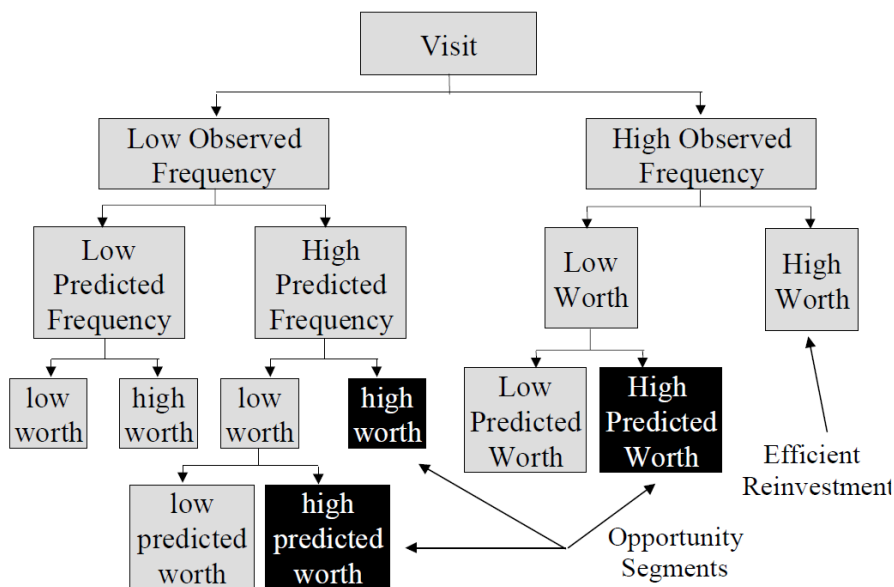 Visit
Low Observed
Frequency
High Observed
Frequency
Low
Predicted
Frequency
High
Predicted
Frequency
Low
Worth
High
Worth
low
worth
high
worth
low
worth
high
worth
Low
Predicted
Worth
High
Predicted
Worth
Efficient
Reinvestment
low
predicted
worth
high
predicted
worth
Opportunity
Segments